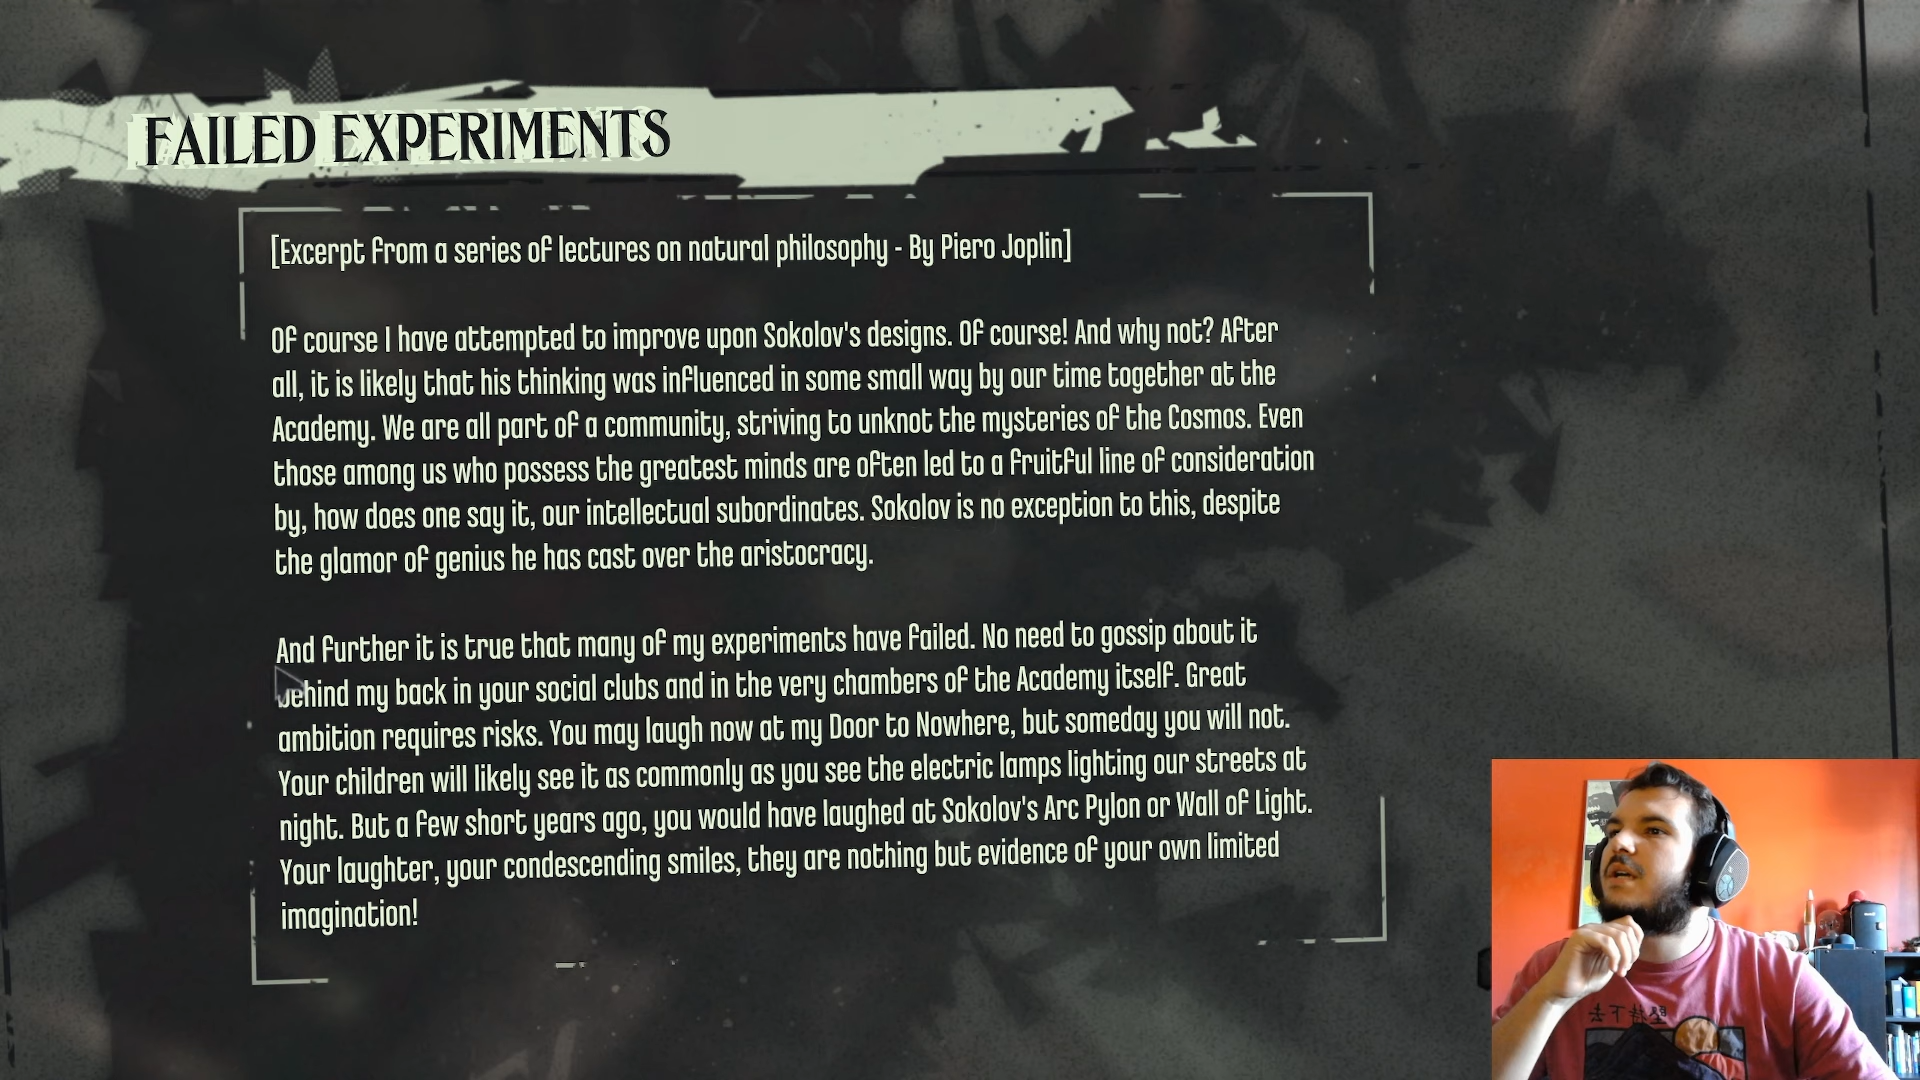 FAILED EXPERIMENTS
[Excerpt from a series of lectures on natural philosophy - By Piero Joplin]
Of course I have attempted to improve upon Sokolov's designs. Of course! And why not? After
all, it is likely that his thinking was influenced in some small way by our time together at the
Academy. We are all part of a community, striving to unknot the mysteries of the Cosmos. Even
those among us who possess the greatest minds are often led to a fruitful line of consideration
by, how does one say it, our intellectual subordinates. Sokolov is no exception to this, despite
the glamor of genius he has cast over the aristocracy.
And further it is true that many of my experiments have failed. No need to gossip about it
behind my back in your social clubs and in the very chambers of the Academy itself. Great
ambition requires risks. You may laugh now at my Door to Nowhere, but someday you will not.
Your children will likely see it as commonly as you see the electric lamps lighting our streets at
night. But a few short years ago, you would have laughed at Sokolov's Arc Pylon or Wall of Light.
Your laughter, your condescending smiles, they are nothing but evidence of your own limited
imagination!